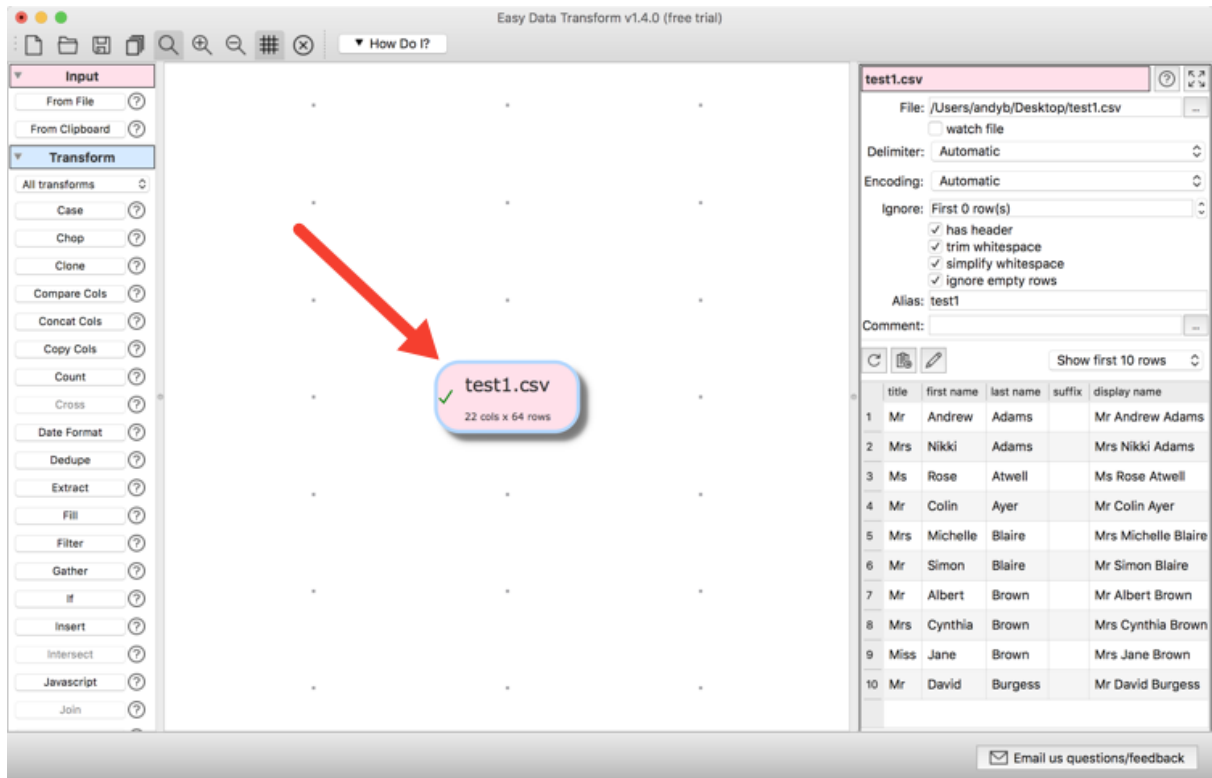 Easy Data Transform v1.4.0 (free trial)
▼ How Do I?
Input
From File
From Clipboard
Transform
All transforms
Case
Chop
Clone
Compare Cols
Concat Cols
Copy Cols
Count
Cross
Date Format
Dedupe
Extract
Fill
Filter
Gather
If
Insert
Intersect
Javascript
Join
test1.csv
22 cols x 64 rows
test1.csv
File: /Users/andyb/Desktop/test1.csv ...
watch file
Delimiter: Automatic
Encoding: Automatic
Ignore: First 0 row(s)
has header
trim whitespace
simplify whitespace
ignore empty rows
Alias: test1
Comment: ...
Show first 10 rows
title first name last name suffix display name
1 Mr Andrew Adams Mr Andrew Adams
2 Mrs Nikki Adams Mrs Nikki Adams
3 Ms Rose Atwell Ms Rose Atwell
4 Mr Colin Ayer Mr Colin Ayer
5 Mrs Michelle Blaire Mrs Michelle Blaire
6 Mr Simon Blaire Mr Simon Blaire
7 Mr Albert Brown Mr Albert Brown
8 Mrs Cynthia Brown Mrs Cynthia Brown
9 Miss Jane Brown Mrs Jane Brown
10 Mr David Burgess Mr David Burgess
Email us questions/feedback